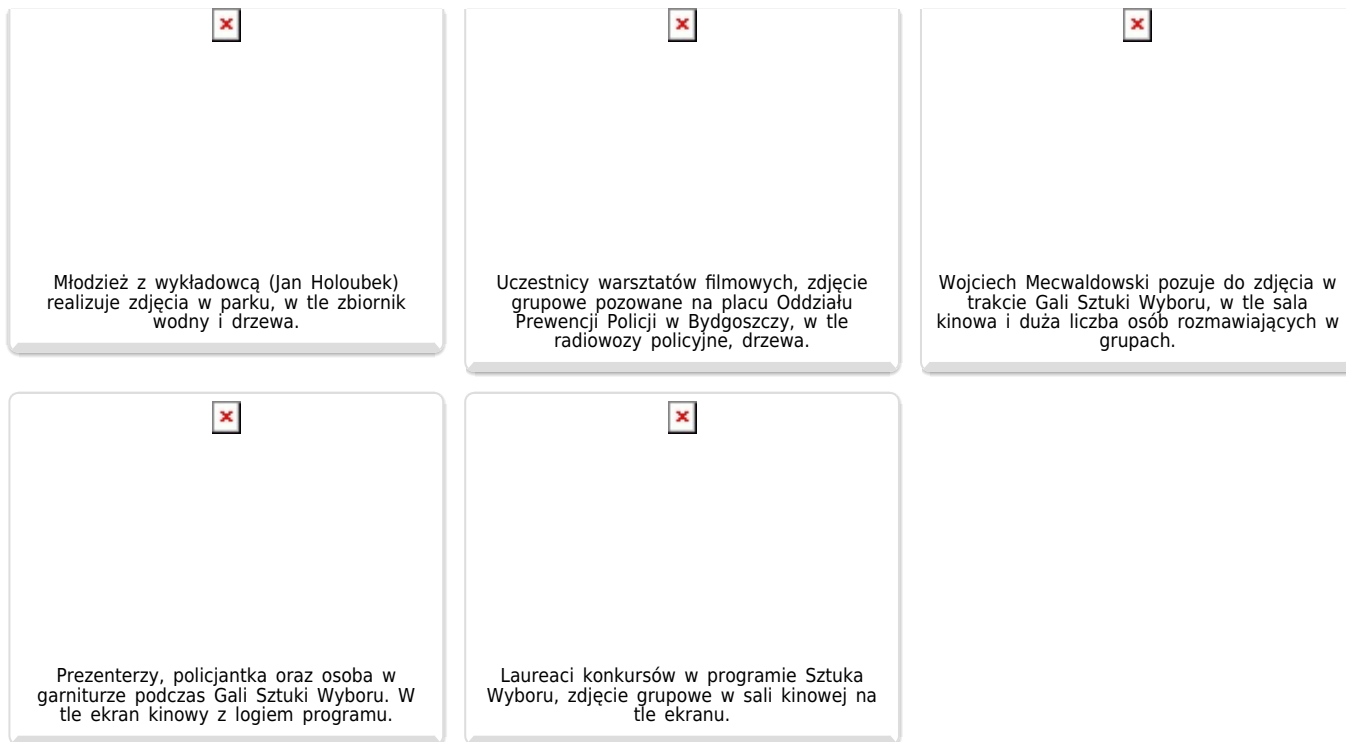 Młodzież z wykładowcą (Jan Holoubek)
realizuje zdjęcia w parku, w tle zbiornik
wodny i drzewa.
Uczestnicy warsztatów filmowych, zdjęcie
grupowe pozowane na placu Oddziału
Prewencji Policji w Bydgoszczy, w tle
radiowozy policyjne, drzewa.
Wojciech Mecwaldowski pozuje do zdjęcia w
trakcie Gali Sztuki Wyboru, w tle sala
kinowa i duża liczba osób rozmawiających w
grupach.
Prezenterzy, policjantka oraz osoba w
garniturze podczas Gali Sztuki Wyboru. W
tle ekran kinowy z logiem programu.
Laureaci konkursów w programie Sztuka
Wyboru, zdjęcie grupowe w sali kinowej na
tle ekranu.